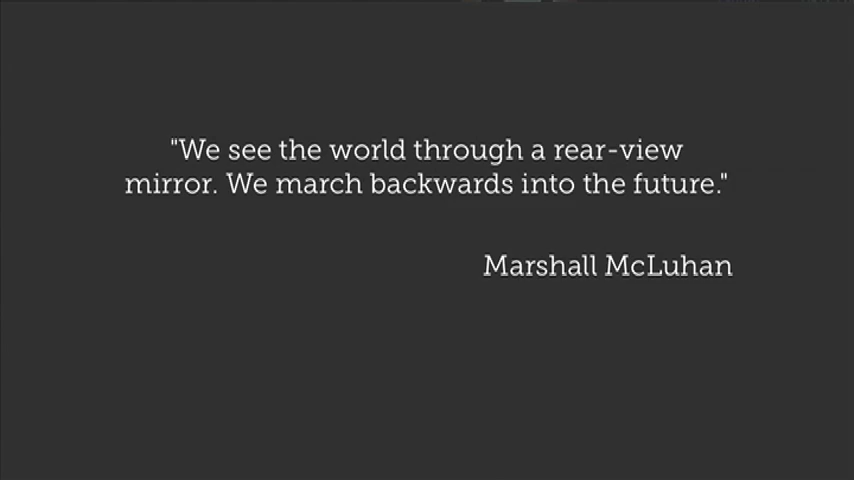 "We see the world through a rear-view
mirror. We march backwards into the future."
Marshall McLuhan